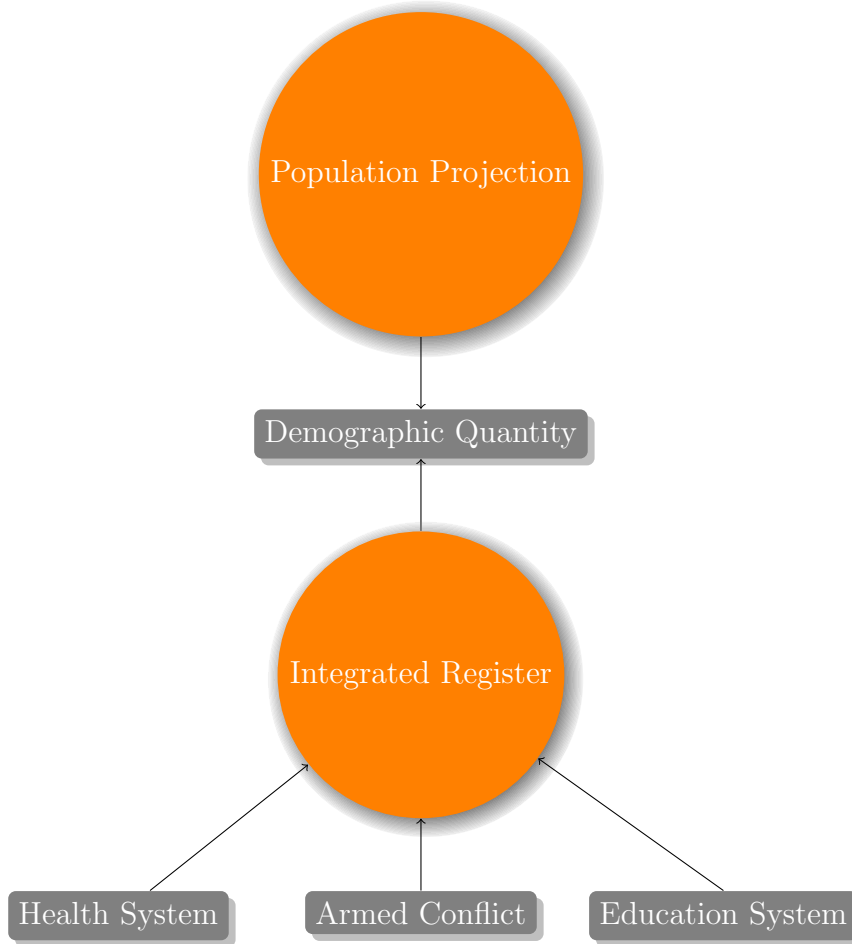 Population Projection
Demographic Quantity
Integrated Register
Health System
Armed Conflict
Education System